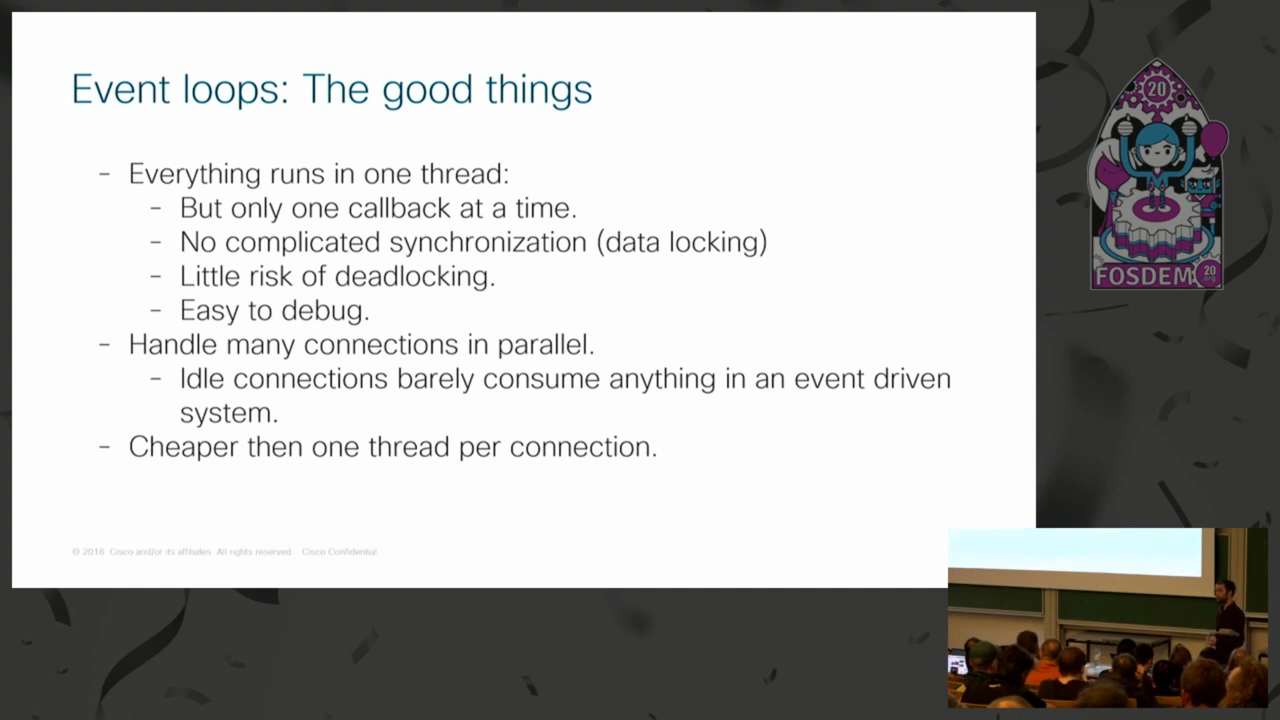 Event loops: The good things
- Everything runs in one thread:
- But only one callback at a time.
- No complicated synchronization (data locking)
- Little risk of deadlocking.
- Easy to debug.
- Handle many connections in parallel.
- Idle connections barely consume anything in an event driven
system.
- Cheaper then one thread per connection.
© 2018 Cisco and/or its affiliates. All rights reserved. Cisco Confidential
20
FOSDEM
20
.org